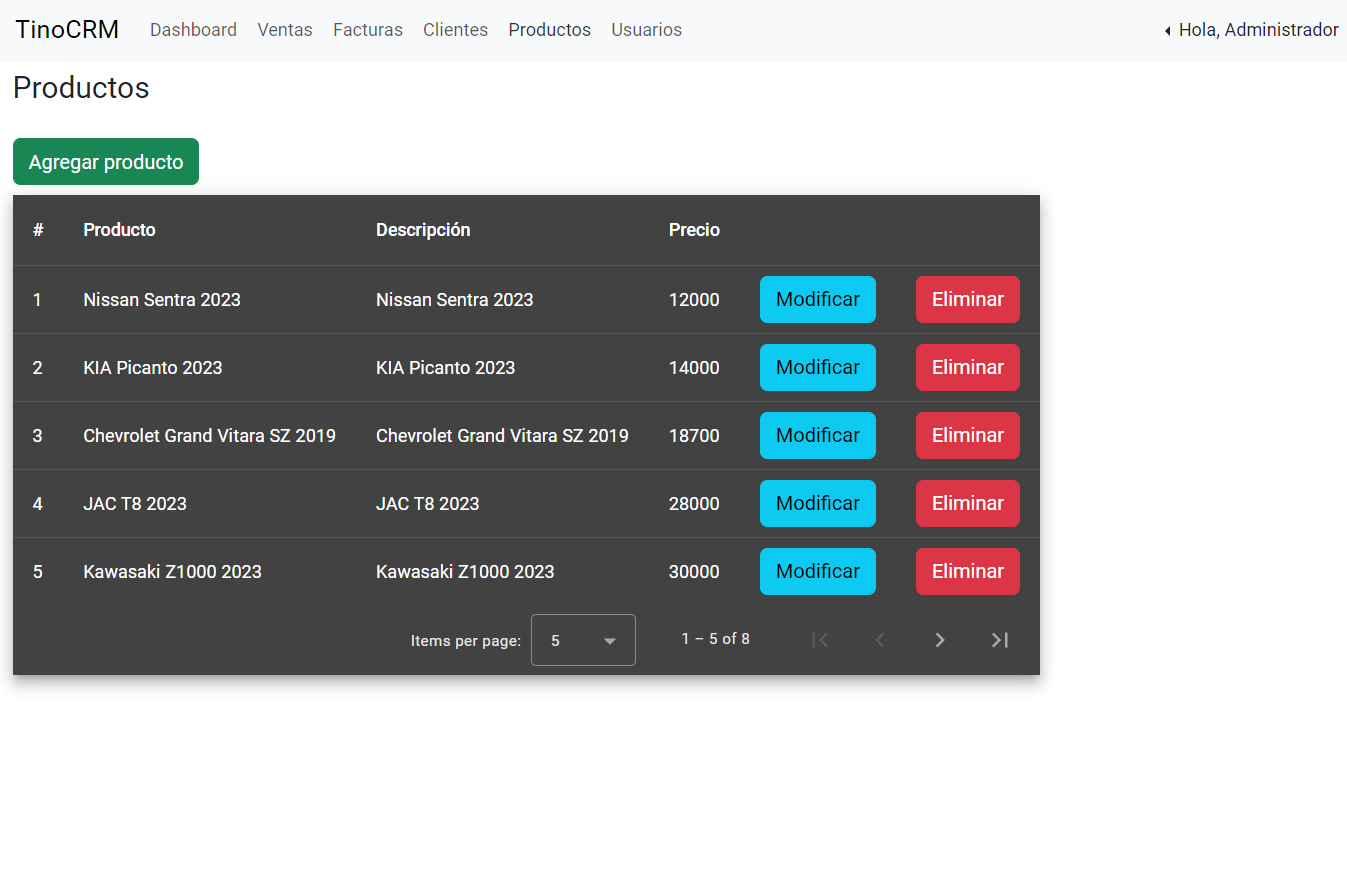 TinoCRM Dashboard Ventas Facturas Clientes Productos Usuarios Hola, Administrador
Productos
Agregar producto
# Producto Descripción Precio
1 Nissan Sentra 2023 Nissan Sentra 2023 12000 Modificar Eliminar
2 KIA Picanto 2023 KIA Picanto 2023 14000 Modificar Eliminar
3 Chevrolet Grand Vitara SZ 2019 Chevrolet Grand Vitara SZ 2019 18700 Modificar Eliminar
4 JAC T8 2023 JAC T8 2023 28000 Modificar Eliminar
5 Kawasaki Z1000 2023 Kawasaki Z1000 2023 30000 Modificar Eliminar
Items per page: 5 1 – 5 of 8